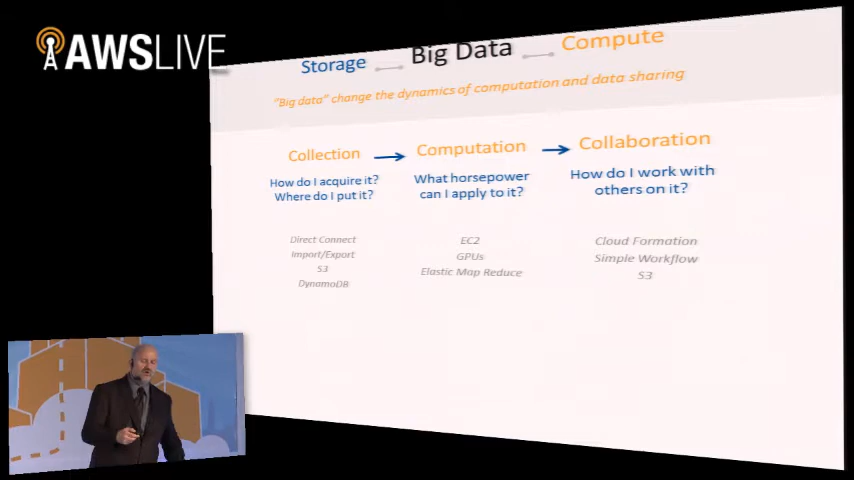 AWSLIVE
Storage Big Data Compute
"Big data" change the dynamics of computation and data sharing
Collection Computation Collaboration
How do I acquire it?
Where do I put it?
What horsepower
can I apply to it?
How do I work with
others on it?
Direct Connect
Import/Export
S3
DynamoDB
EC2
GPUs
Elastic Map Reduce
Cloud Formation
Simple Workflow
S3